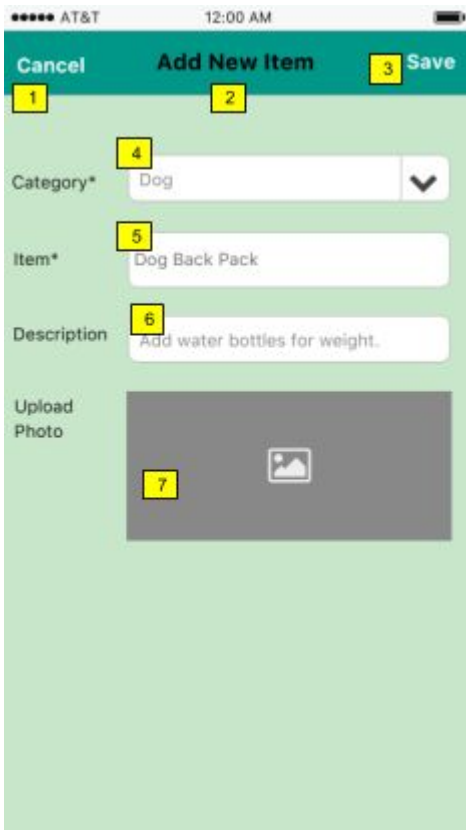 AT&T 12:00 AM
Cancel Add New Item 3 Save
1 2
4
Category* Dog
5
Item* Dog Back Pack
6
Description Add water bottles for weight.
Upload
Photo
7